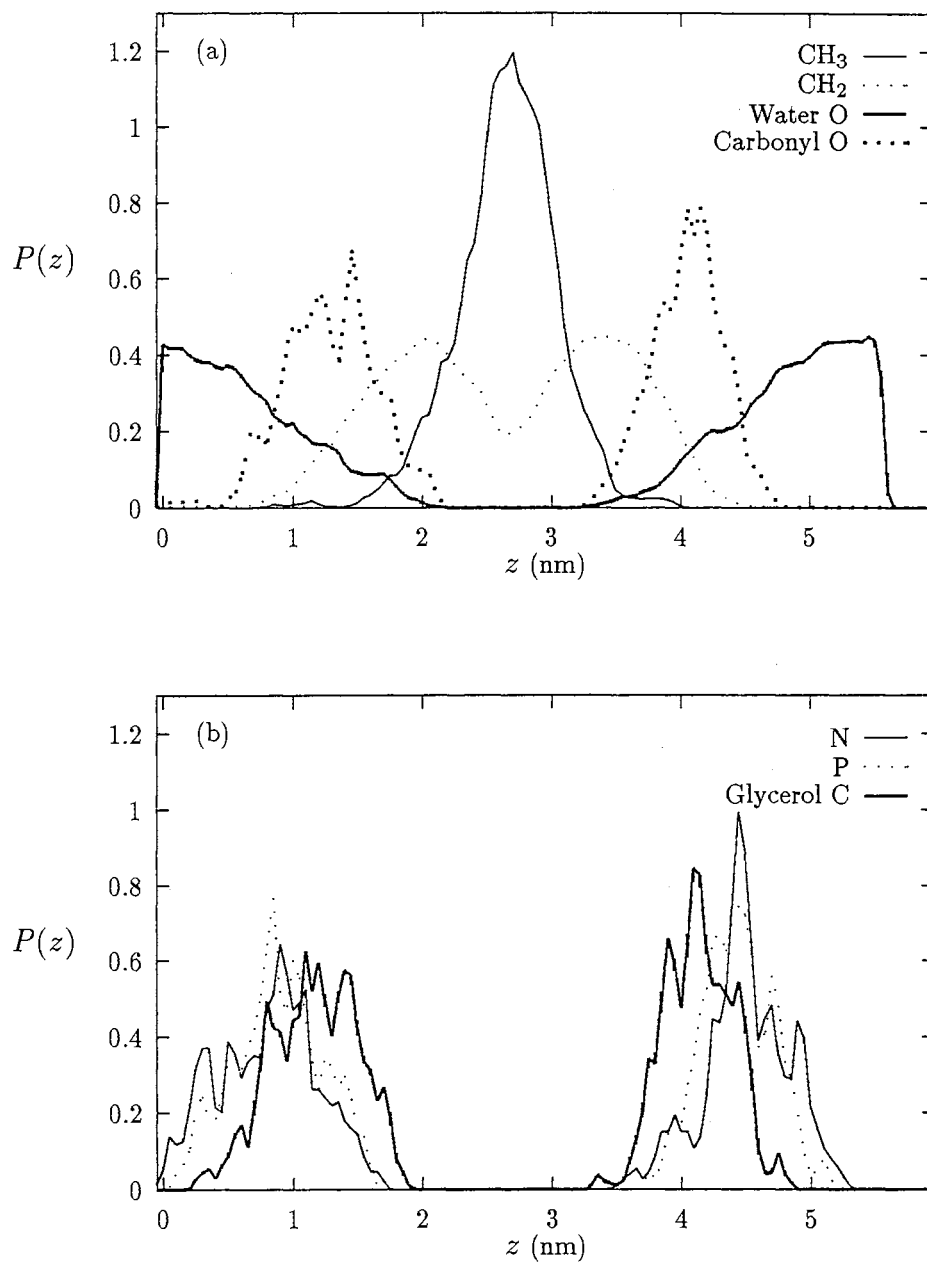 (a)
CH₃
CH₂
Water O
Carbonyl O
1.2
1
0.8
0.6
0.4
0.2
0
P(z)
0 1 2 3 4 5
z (nm)
(b)
N
P
Glycerol C
1.2
1
0.8
0.6
0.4
0.2
0
P(z)
0 1 2 3 4 5
z (nm)